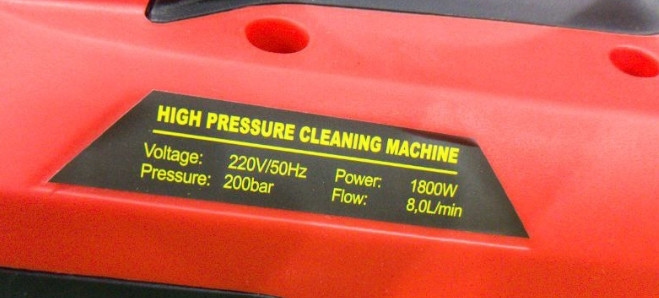 HIGH PRESSURE CLEANING MACHINE
Voltage: 220V/50Hz Power: 1800W
Pressure: 200bar Flow: 8,0L/min